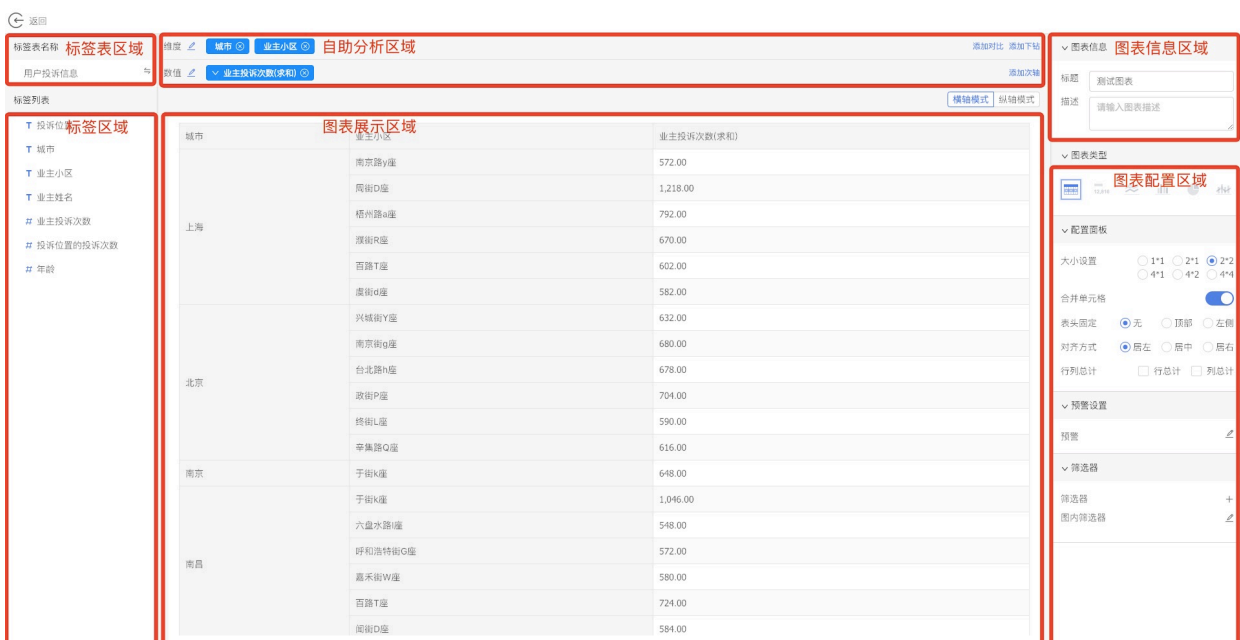 返回
标签表名称 标签表区域
用户投诉信息
标签列表
标签区域
T 投诉位置
T 城市
T 业主小区
T 业主姓名
# 业主投诉次数
# 投诉位置的投诉次数
# 年龄
维度 城市 业主小区 自助分析区域 添加对比 添加下钻
数值 业主投诉次数(求和) 添加次轴
横轴模式 纵轴模式
图表展示区域
城市 业主小区 业主投诉次数(求和)
上海 南京路y座 572.00
周街D座 1,218.00
梧州路a座 792.00
濮街R座 670.00
百路T座 602.00
虞街d座 582.00
北京 兴城街Y座 632.00
南京街g座 680.00
台北路h座 678.00
政街P座 704.00
终街L座 590.00
辛集路Q座 616.00
南京 于街k座 648.00
南昌 于街k座 1,046.00
六盘水路l座 548.00
呼和浩特街G座 572.00
嘉禾街W座 580.00
百路T座 724.00
闻街D座 584.00
图表信息 图表信息区域
标题 测试图表
描述 请输入图表描述
图表类型
图表配置区域
配置面板
大小设置 1*1 2*1 2*2
4*1 4*2 4*4
合并单元格
表头固定 无 顶部 左侧
对齐方式 居左 居中 居右
行列总计 行总计 列总计
预警设置
预警
筛选器
筛选器 +
图内筛选器